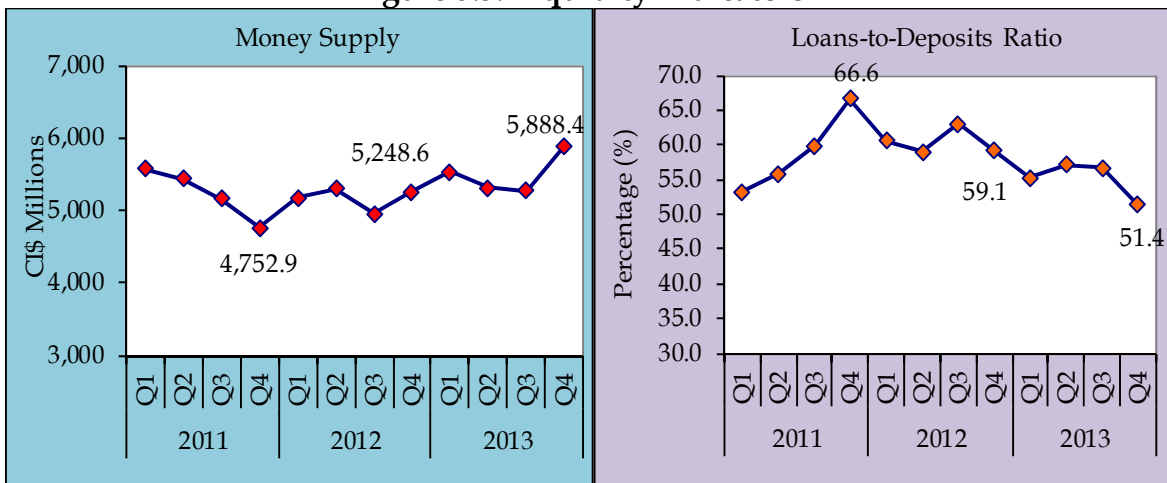 Money Supply
CI$ Millions
7,000
6,000
5,000
4,000
3,000
4,752.9
5,248.6
5,888.4
Q1 Q2 Q3 Q4 Q1 Q2 Q3 Q4 Q1 Q2 Q3 Q4
2011 2012 2013
Loans-to-Deposits Ratio
Percentage (%)
70.0
65.0
60.0
55.0
50.0
45.0
40.0
35.0
30.0
66.6
59.1
51.4
Q1 Q2 Q3 Q4 Q1 Q2 Q3 Q4 Q1 Q2 Q3 Q4
2011 2012 2013